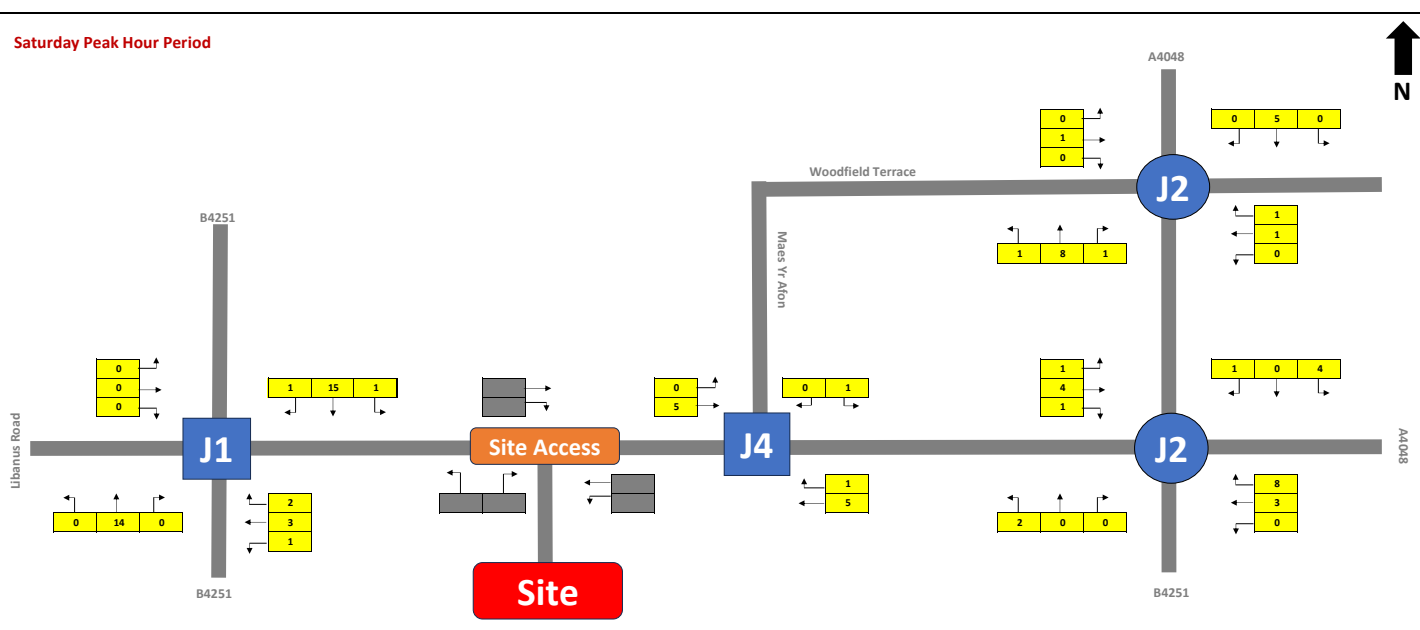 Saturday Peak Hour Period
N
A4048
0
1
0
0 5 0
Woodfield Terrace
J2
B4251
Maes Yr Afon
1 8 1
1
1
0
0
0
0
1 15 1
0
5
0 1
1
4
1
1 0 4
Libanus Road
J1
Site Access
J4
J2
A4048
0 14 0
2
3
1
1
5
2 0 0
8
3
0
B4251
Site
B4251